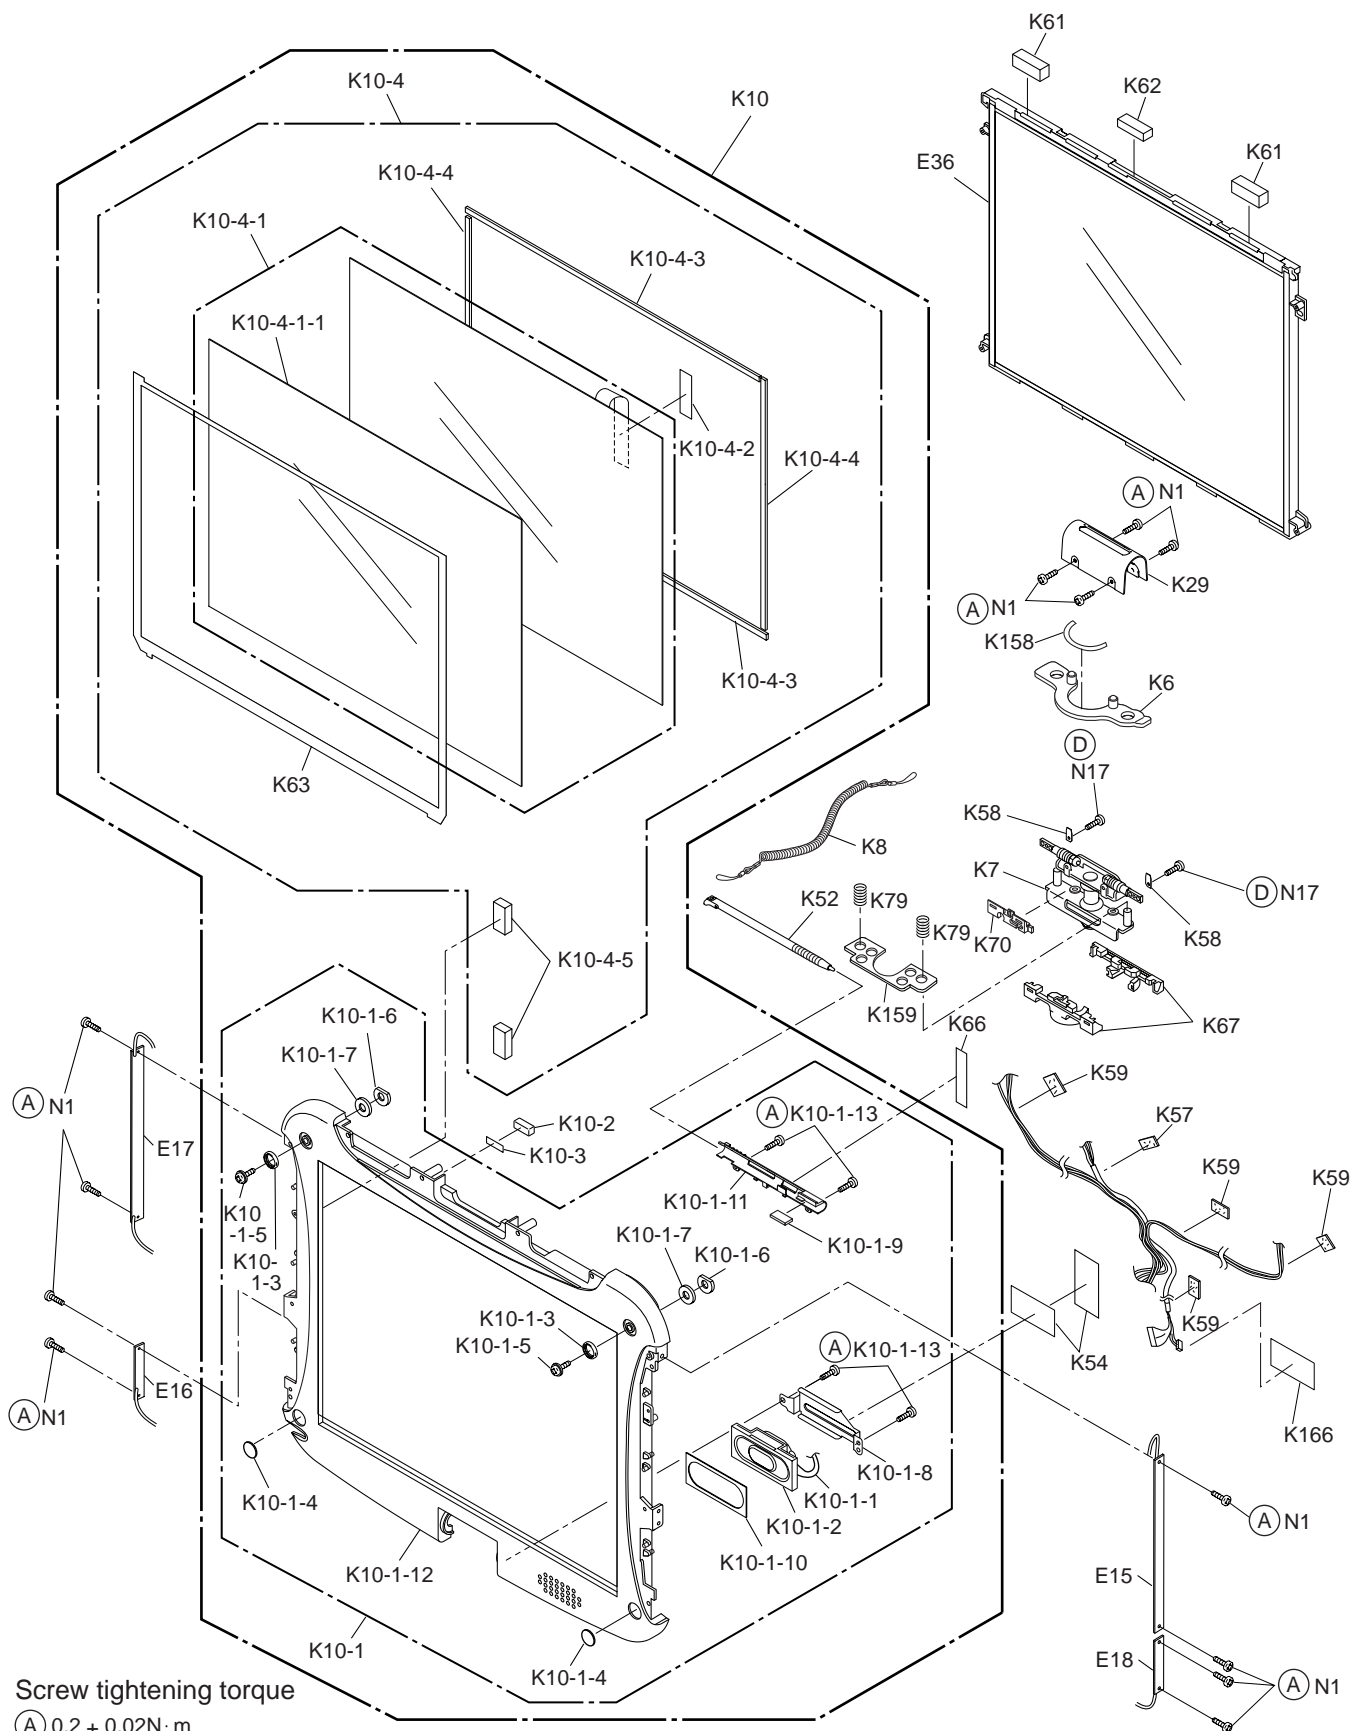 K61
K10-4
K62
K10
K61
E36
K10-4-4
K10-4-1
K10-4-3
K10-4-1-1
K10-4-2
K10-4-4
A N1
K29
A N1
K158
K10-4-3
K6
K63
D
N17
K58
K8
K7
D N17
K52
K79
K79
K70
K58
K10-4-5
K159
K67
K10-1-6
K66
K10-1-7
K59
A N1
A K10-1-13
K57
K10-2
E17
K10-3
K59
K59
K10-1-11
K10
-1-5
K10-1-9
K10-1-7
K10-1-6
K10-
1-3
K10-1-3
K59
K10-1-5
A K10-1-13
K54
E16
A N1
K166
K10-1-8
K10-1-4
K10-1-1
K10-1-2
A N1
K10-1-10
K10-1-12
E15
K10-1
K10-1-4
E18
A N1
Screw tightening torque
A 0.2 + 0.02N·m